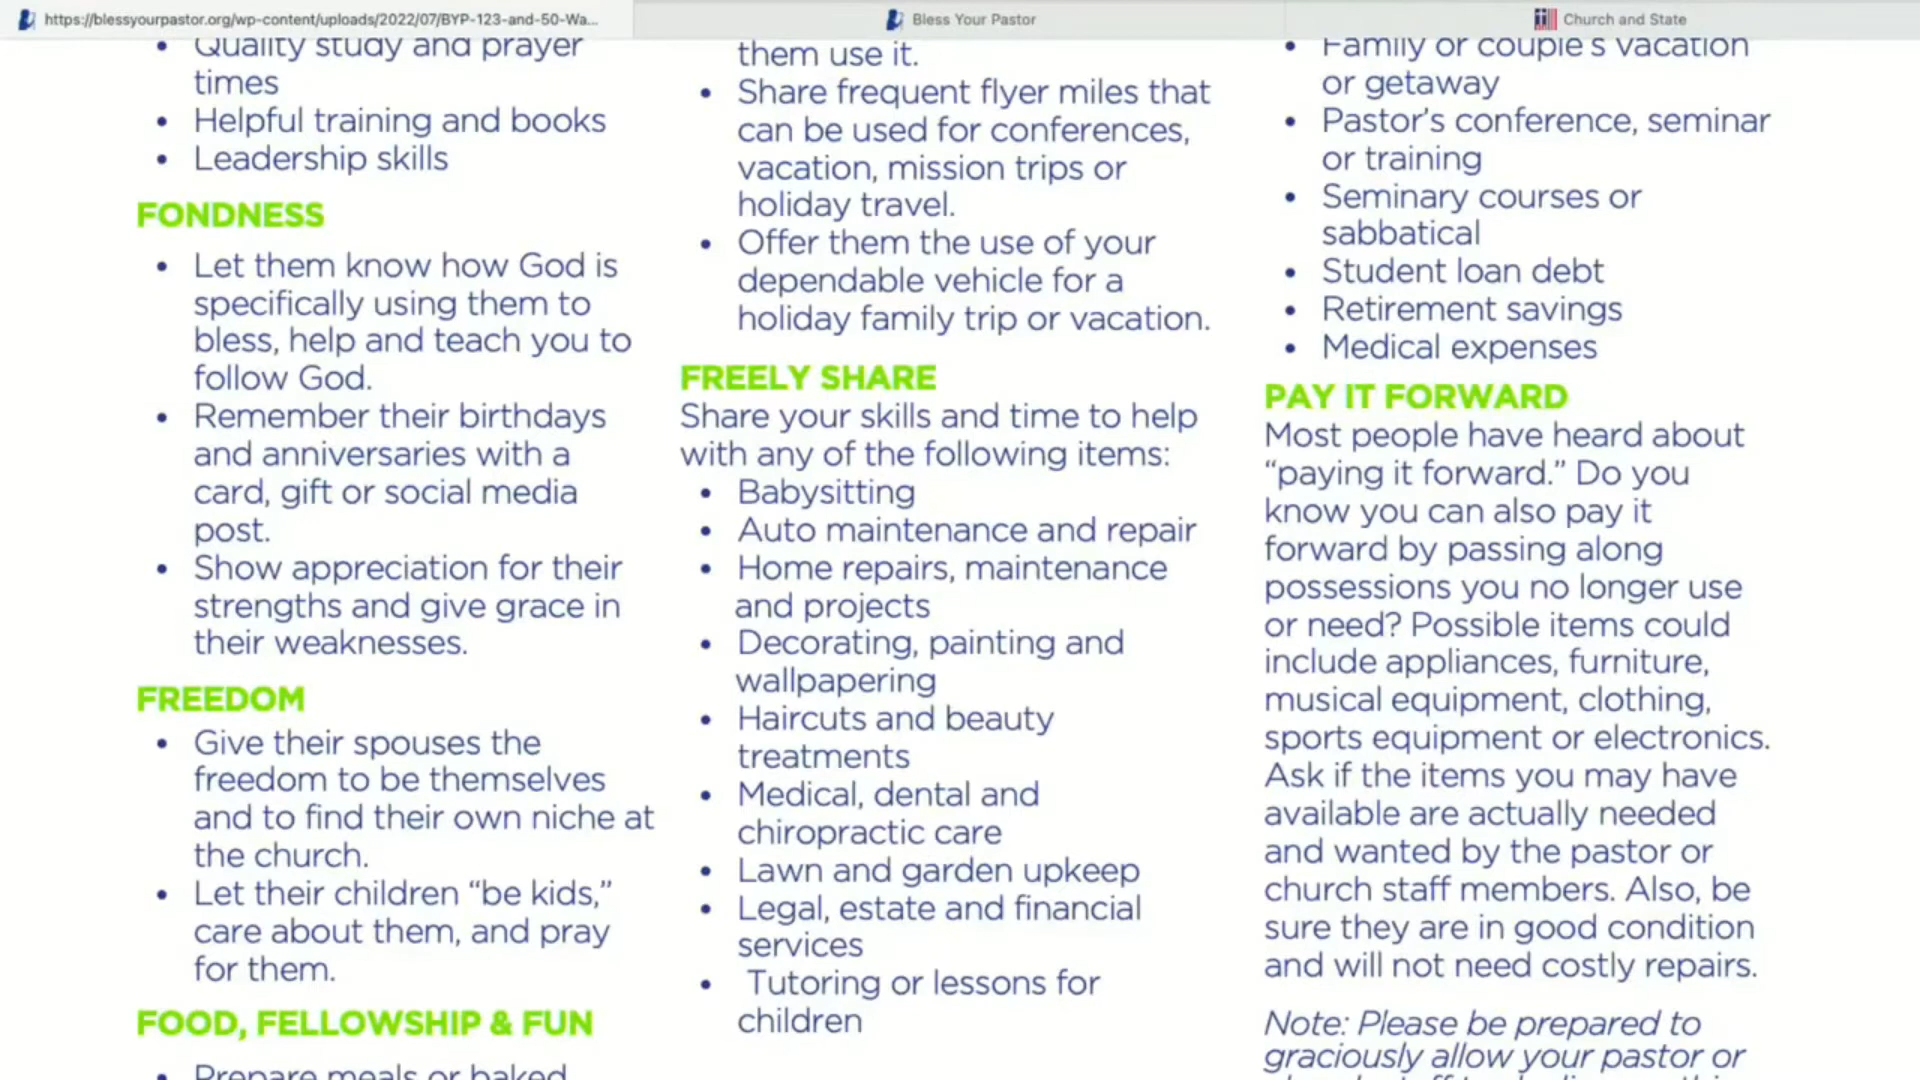 https://blessyourpastor.org/wp-content/uploads/2022/07/BYP-123-and-50-Wa...
Bless Your Pastor
Church and State
• Quality study and prayer
times
• Helpful training and books
• Leadership skills
FONDNESS
• Let them know how God is
specifically using them to
bless, help and teach you to
follow God.
• Remember their birthdays
and anniversaries with a
card, gift or social media
post.
• Show appreciation for their
strengths and give grace in
their weaknesses.
FREEDOM
• Give their spouses the
freedom to be themselves
and to find their own niche at
the church.
• Let their children “be kids,”
care about them, and pray
for them.
FOOD, FELLOWSHIP & FUN
• Prepare meals or baked
them use it.
• Share frequent flyer miles that
can be used for conferences,
vacation, mission trips or
holiday travel.
• Offer them the use of your
dependable vehicle for a
holiday family trip or vacation.
FREELY SHARE
Share your skills and time to help
with any of the following items:
• Babysitting
• Auto maintenance and repair
• Home repairs, maintenance
and projects
• Decorating, painting and
wallpapering
• Haircuts and beauty
treatments
• Medical, dental and
chiropractic care
• Lawn and garden upkeep
• Legal, estate and financial
services
• Tutoring or lessons for
children
• Family or couple's vacation
or getaway
• Pastor's conference, seminar
or training
• Seminary courses or
sabbatical
• Student loan debt
• Retirement savings
• Medical expenses
PAY IT FORWARD
Most people have heard about
“paying it forward.” Do you
know you can also pay it
forward by passing along
possessions you no longer use
or need? Possible items could
include appliances, furniture,
musical equipment, clothing,
sports equipment or electronics.
Ask if the items you may have
available are actually needed
and wanted by the pastor or
church staff members. Also, be
sure they are in good condition
and will not need costly repairs.
Note: Please be prepared to
graciously allow your pastor or